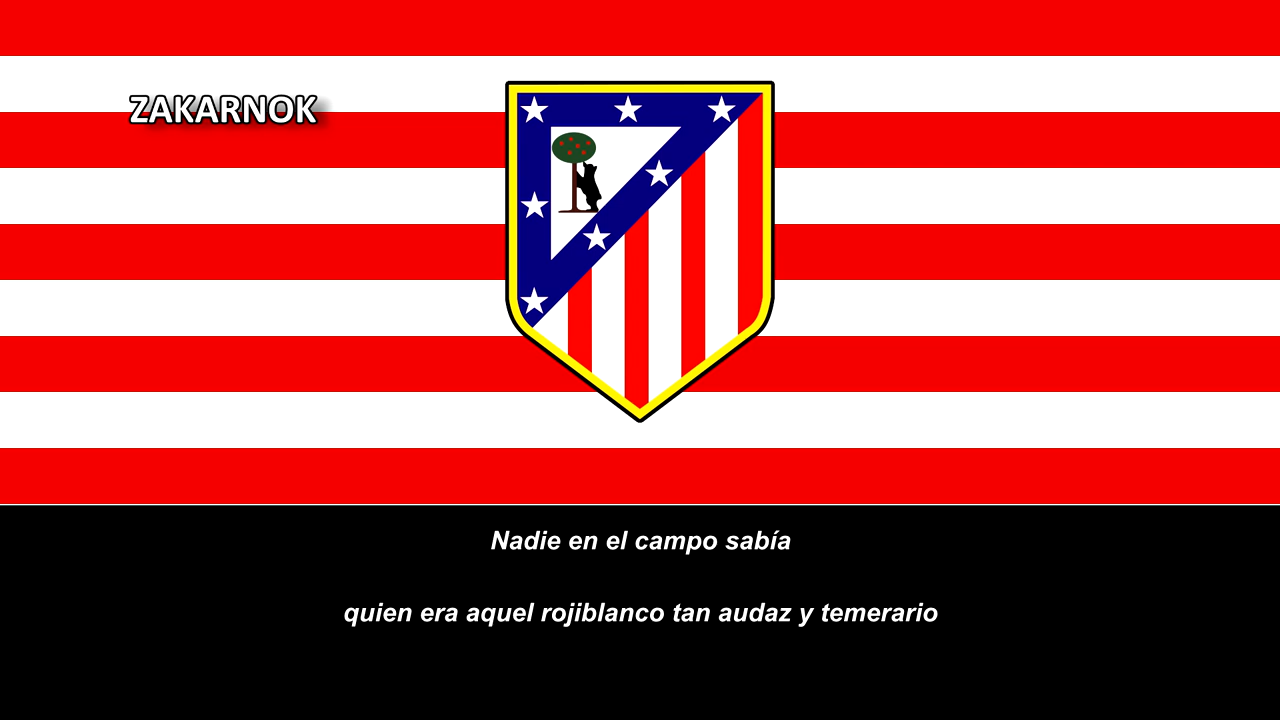 ZAKARNOK
Nadie en el campo sabía
quien era aquel rojiblanco tan audaz y temerario